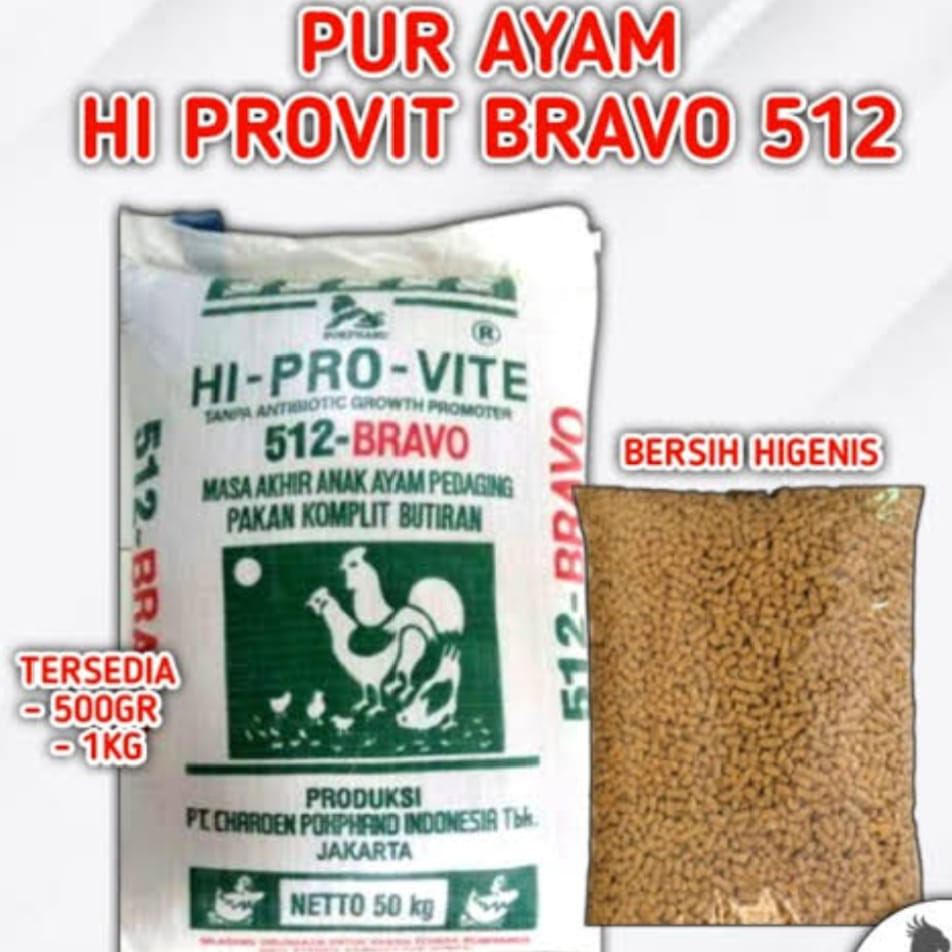 PUR AYAM
HI PROVIT BRAVO 512
POKPHAND
®
HI-PRO-VITE
TANPA ANTIBIOTIC GROWTH PROMOTER
512-BRAVO
MASA AKHIR ANAK AYAM PEDAGING
PAKAN KOMPLIT BUTIRAN
512-BRA
512-BRAVO
BERSIH HIGENIS
TERSEDIA
- 500GR
- 1KG
PRODUKSI
PT. CHAROEN POKPHAND INDONESIA Tbk.
JAKARTA
NETTO 50 kg